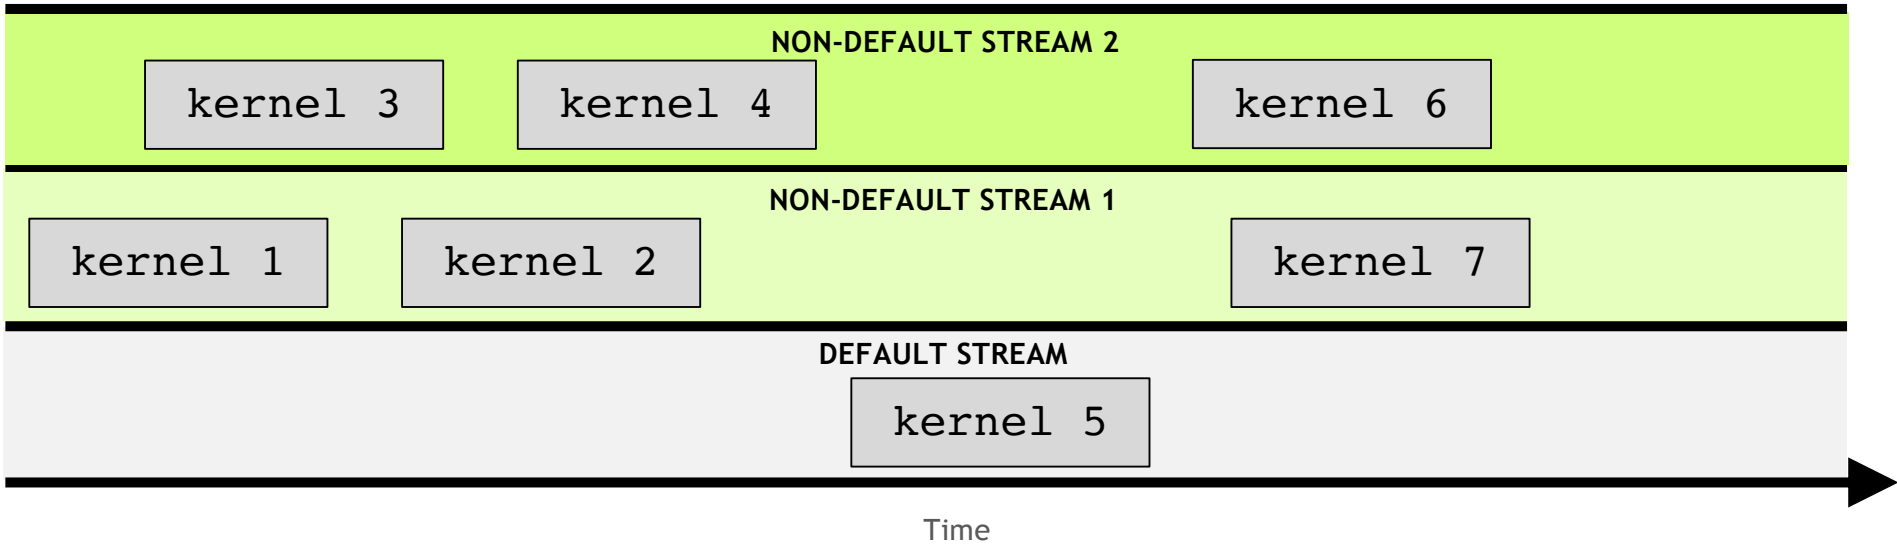 NON-DEFAULT STREAM 2
kernel 3
kernel 4
kernel 6
NON-DEFAULT STREAM 1
kernel 1
kernel 2
kernel 7
DEFAULT STREAM
kernel 5
Time